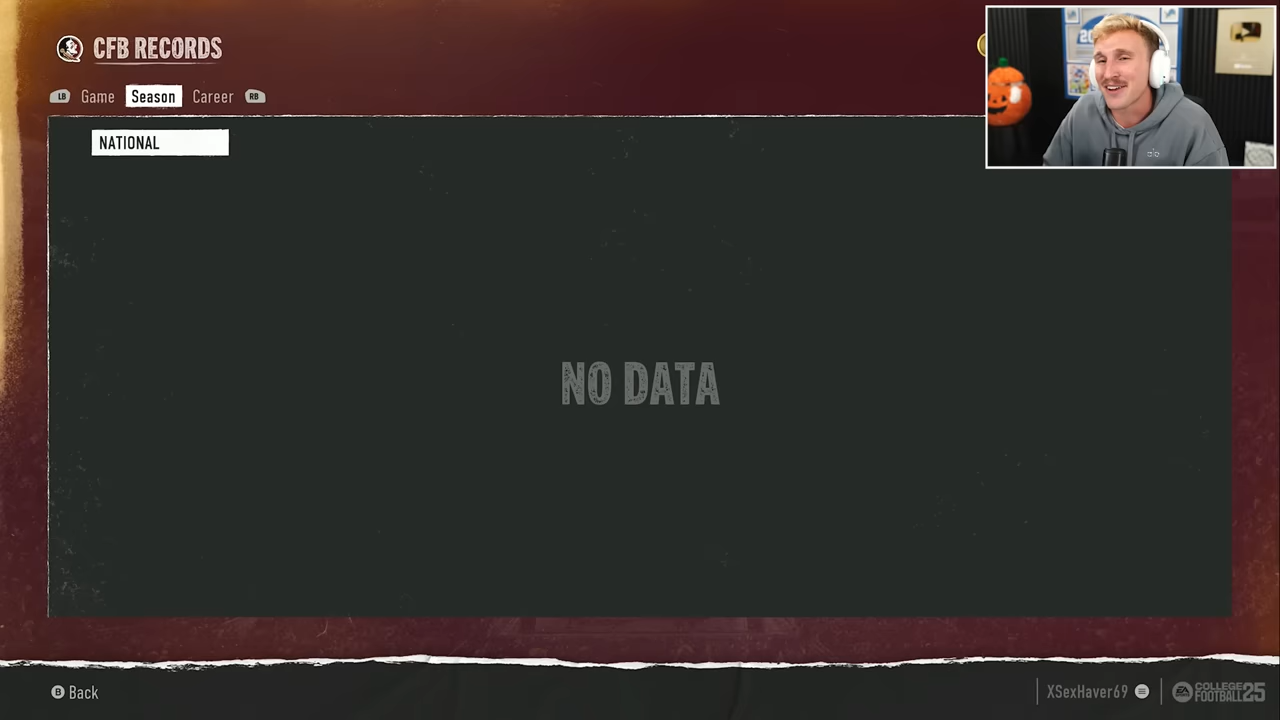 CFB RECORDS
LB Game Season Career RB
NATIONAL
NO DATA
B Back
XSexHaver69
EA COLLEGE FOOTBALL 25